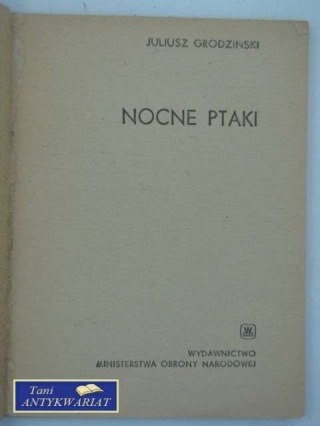 JULIUSZ GRODZIŃSKI
NOCNE PTAKI
WYDAWNICTWO
MINISTERSTWA OBRONY NARODOWEJ
Tani
ANTYKWARIAT